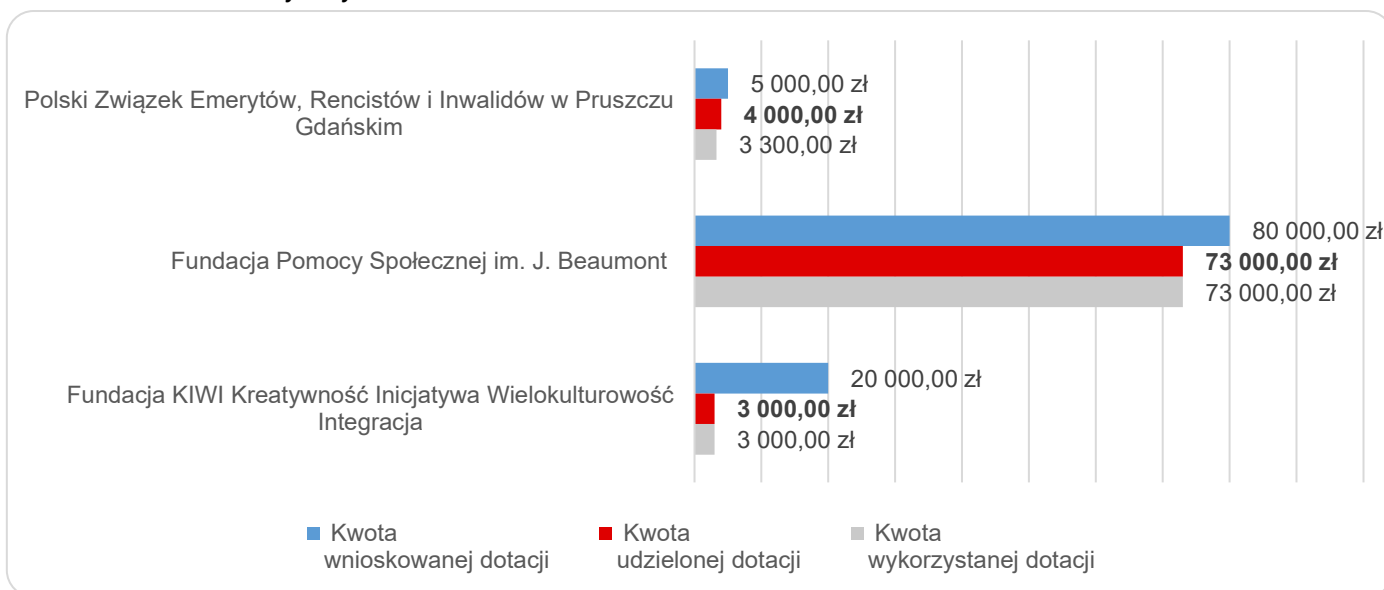 Polski Związek Emerytów, Rencistów i Inwalidów w Pruszczu
Gdańskim
5 000,00 zł
4 000,00 zł
3 300,00 zł
Fundacja Pomocy Społecznej im. J. Beaumont
80 000,00 zł
73 000,00 zł
73 000,00 zł
Fundacja KIWI Kreatywność Inicjatywa Wielokulturowość
Integracja
20 000,00 zł
3 000,00 zł
3 000,00 zł
Kwota
wnioskowanej dotacji
Kwota
udzielonej dotacji
Kwota
wykorzystanej dotacji